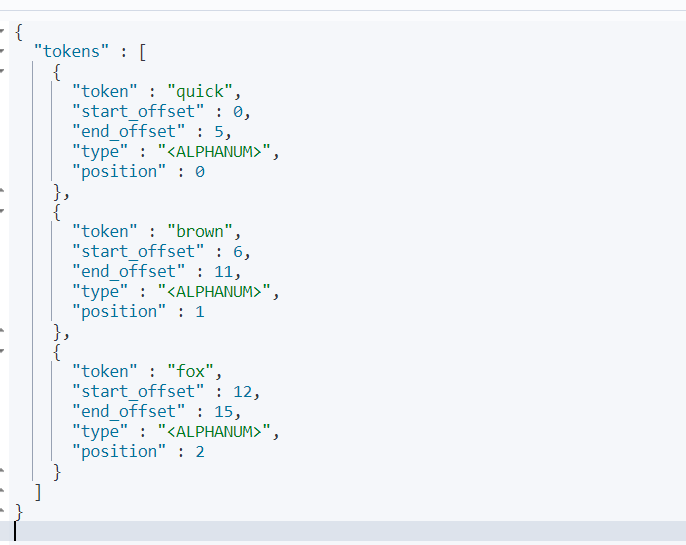 {
  "tokens" : [
    {
      "token" : "quick",
      "start_offset" : 0,
      "end_offset" : 5,
      "type" : "<ALPHANUM>",
      "position" : 0
    },
    {
      "token" : "brown",
      "start_offset" : 6,
      "end_offset" : 11,
      "type" : "<ALPHANUM>",
      "position" : 1
    },
    {
      "token" : "fox",
      "start_offset" : 12,
      "end_offset" : 15,
      "type" : "<ALPHANUM>",
      "position" : 2
    }
  ]
}